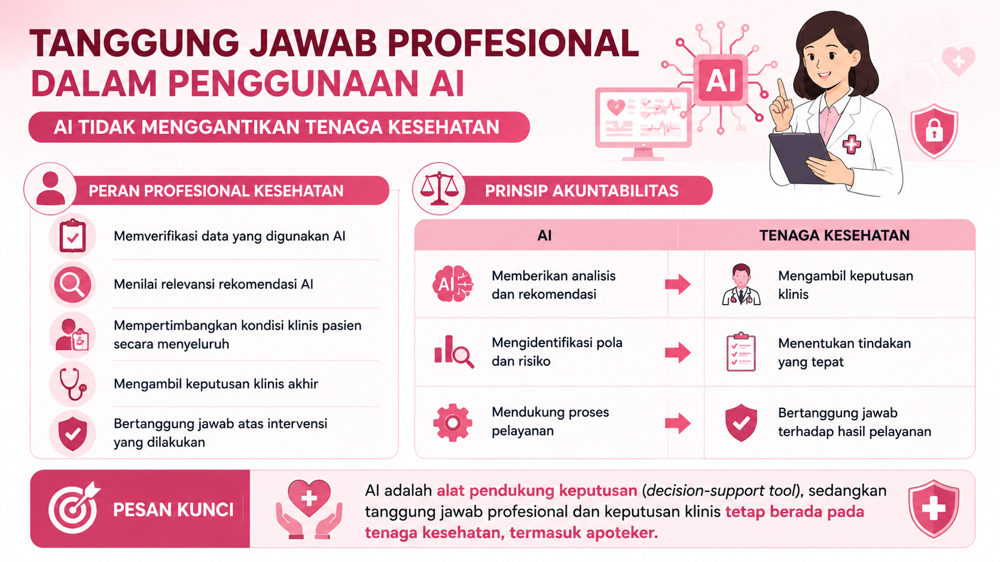 TANGGUNG JAWAB PROFESIONAL
DALAM PENGGUNAAN AI
AI TIDAK MENGGANTIKAN TENAGA KESEHATAN
AI
PERAN PROFESIONAL KESEHATAN
Memverifikasi data yang digunakan AI
Menilai relevansi rekomendasi AI
Mempertimbangkan kondisi klinis pasien
secara menyeluruh
Mengambil keputusan klinis akhir
Bertanggung jawab atas intervensi
yang dilakukan
PRINSIP AKUNTABILITAS
AI
TENAGA KESEHATAN
AI
Memberikan analisis
dan rekomendasi
Mengambil keputusan
klinis
Mengidentifikasi pola
dan risiko
Menentukan tindakan
yang tepat
Mendukung proses
pelayanan
Bertanggung jawab
terhadap hasil pelayanan
PESAN KUNCI
AI adalah alat pendukung keputusan (decision-support tool), sedangkan
tanggung jawab profesional dan keputusan klinis tetap berada pada
tenaga kesehatan, termasuk apoteker.